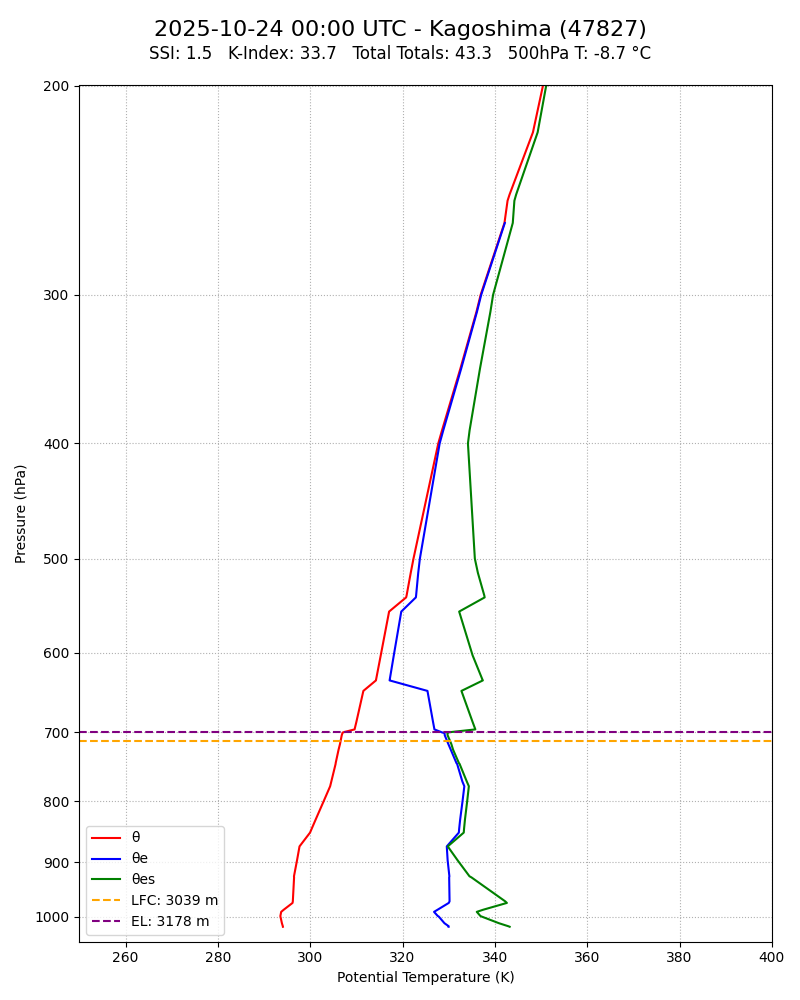 2025-10-24 00:00 UTC - Kagoshima (47827)
SSI: 1.5 K-Index: 33.7 Total Totals: 43.3 500hPa T: -8.7 °C
200
300
400
500
600
700
800
900
1000
Pressure (hPa)
θ
θe
θes
LFC: 3039 m
EL: 3178 m
260 280 300 320 340 360 380 400
Potential Temperature (K)